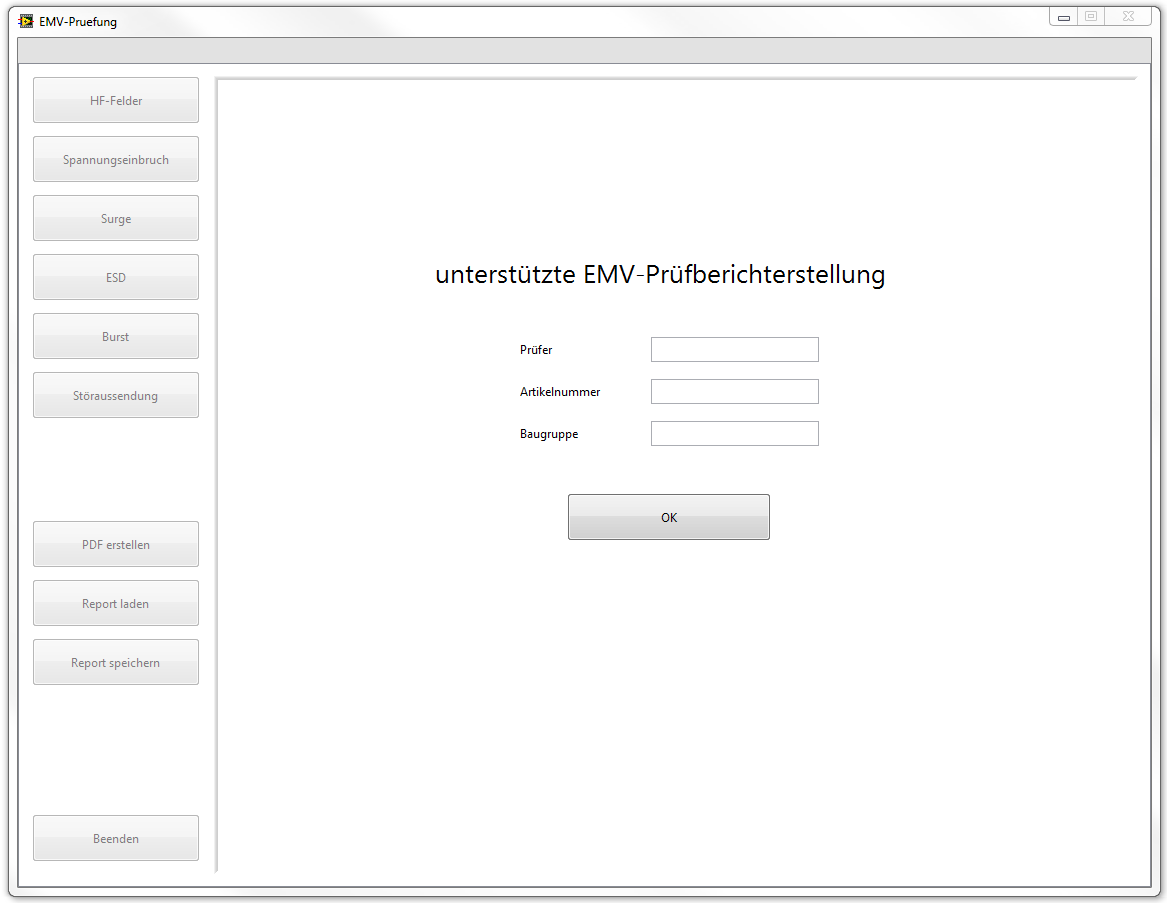 EMV-Pruefung
HF-Felder
Spannungseinbruch
Surge
ESD
Burst
Störaussendung
PDF erstellen
Report laden
Report speichern
Beenden
unterstützte EMV-Prüfberichterstellung
Prüfer
Artikelnummer
Baugruppe
OK